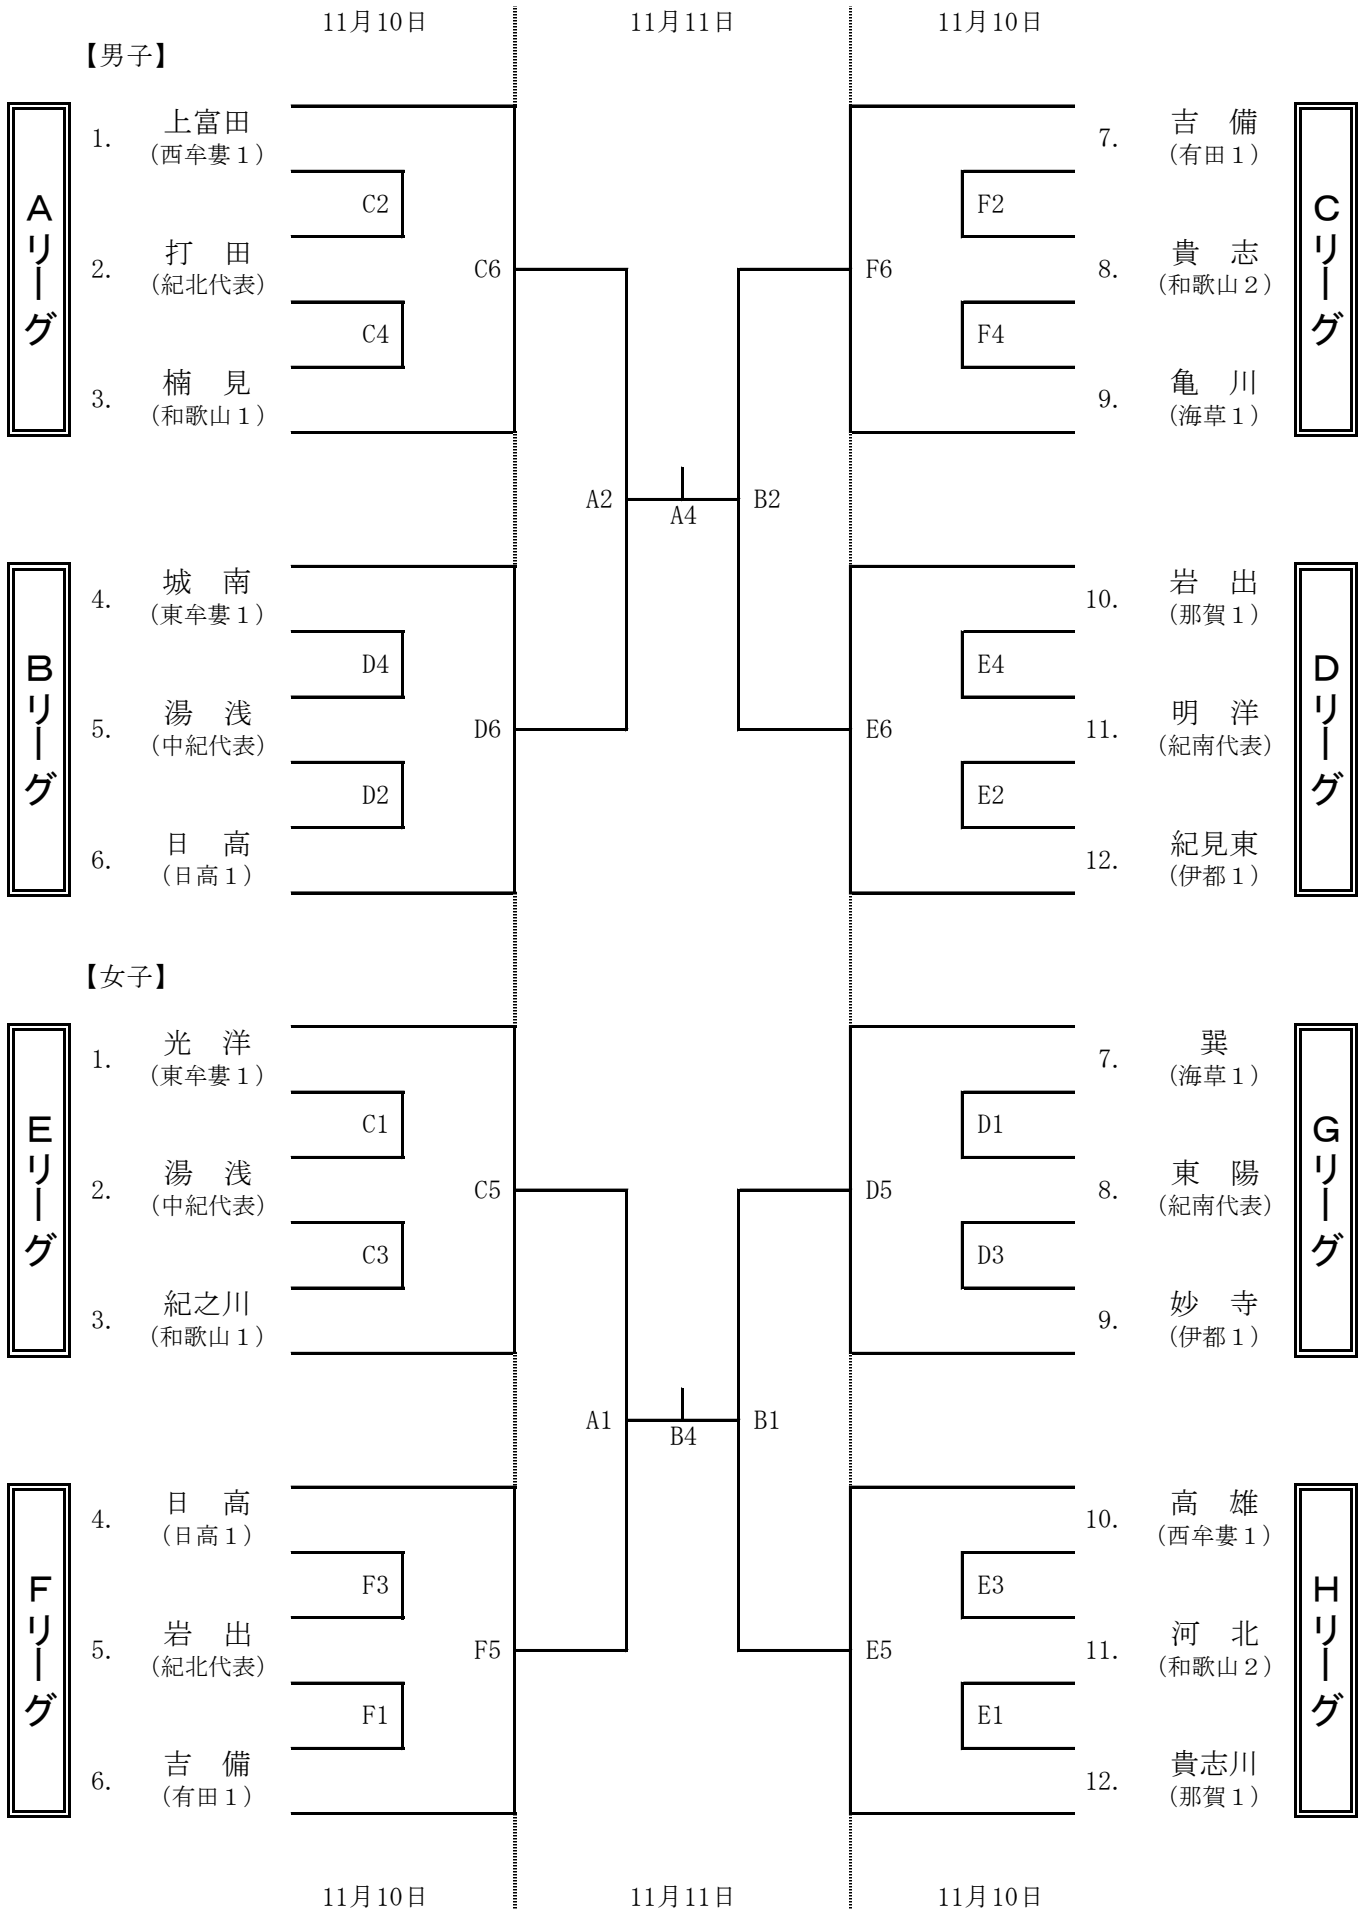 11月10日 11月11日 11月10日
【男子】
Aリーグ
1. 上富田
(西牟婁１)
C2
2. 打　田
(紀北代表)
C6
C4
3. 楠　見
(和歌山１)
Cリーグ
7. 吉　備
(有田１)
F2
8. 貴　志
(和歌山２)
F6
F4
9. 亀　川
(海草１)
A2
A4
B2
Bリーグ
4. 城　南
(東牟婁１)
D4
5. 湯　浅
(中紀代表)
D6
D2
6. 日　高
(日高１)
Dリーグ
10. 岩　出
(那賀１)
E4
11. 明　洋
(紀南代表)
E6
E2
12. 紀見東
(伊都１)
【女子】
Eリーグ
1. 光　洋
(東牟婁１)
C1
2. 湯　浅
(中紀代表)
C5
C3
3. 紀之川
(和歌山１)
Gリーグ
7. 巽
(海草１)
D1
8. 東　陽
(紀南代表)
D5
D3
9. 妙　寺
(伊都１)
A1
B4
B1
Fリーグ
4. 日　高
(日高１)
F3
5. 岩　出
(紀北代表)
F5
F1
6. 吉　備
(有田１)
Hリーグ
10. 高　雄
(西牟婁１)
E3
11. 河　北
(和歌山２)
E5
E1
12. 貴志川
(那賀１)
11月10日 11月11日 11月10日